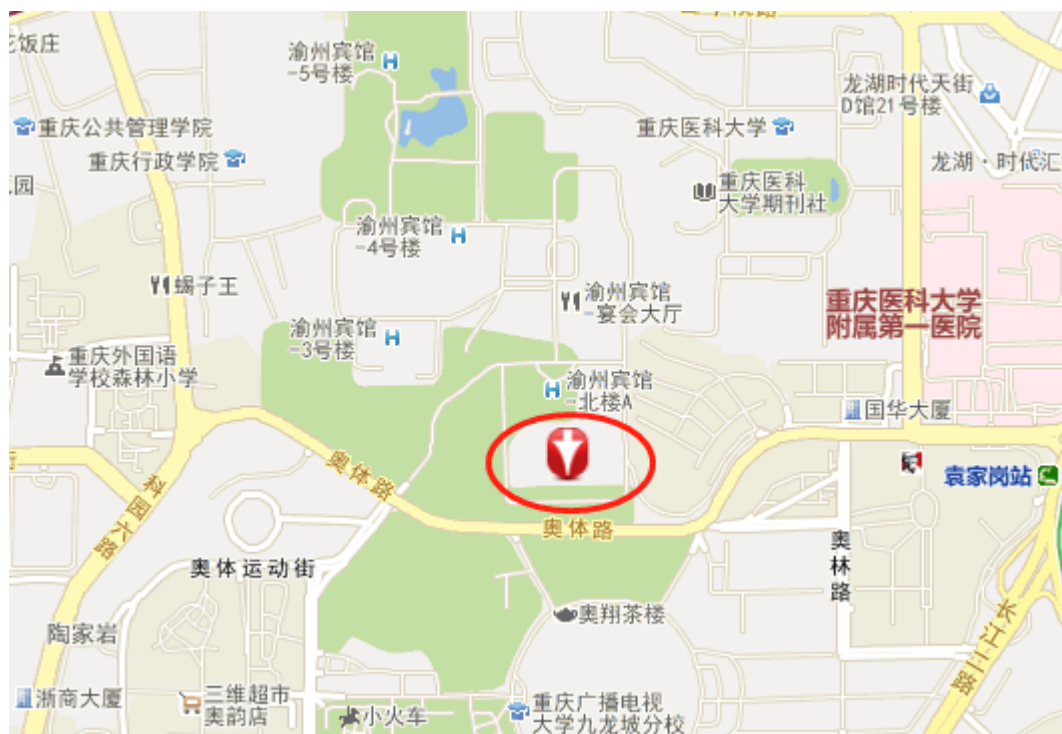 花饭庄
渝州宾馆
-5号楼
龙湖时代天街
D馆21号楼
重庆公共管理学院
重庆医科大学
重庆行政学院
龙湖·时代汇
园
重庆医科
大学期刊社
渝州宾馆
-4号楼
蝎子王
渝州宾馆
-宴会大厅
重庆医科大学
附属第一医院
渝州宾馆
-3号楼
重庆外国语
学校森林小学
渝州宾馆
-北楼A
国华大厦
奥体路
袁家岗站
科园六路
奥体路
奥林路
奥体运动街
奥翔茶楼
陶家岩
长江二路
浙商大厦
三维超市
奥韵店
小火车
重庆广播电视
大学九龙坡分校